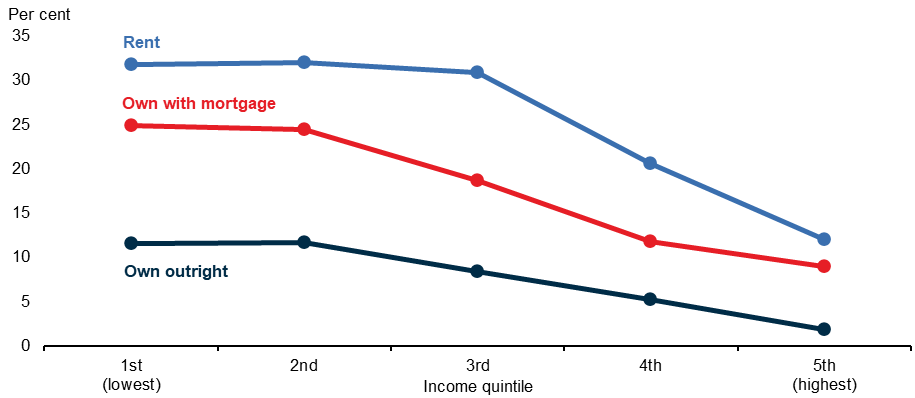 Per cent
35
Rent
30
Own with mortgage
25
20
15
10
Own outright
5
0
1st 2nd 3rd 4th 5th
(lowest) Income quintile (highest)